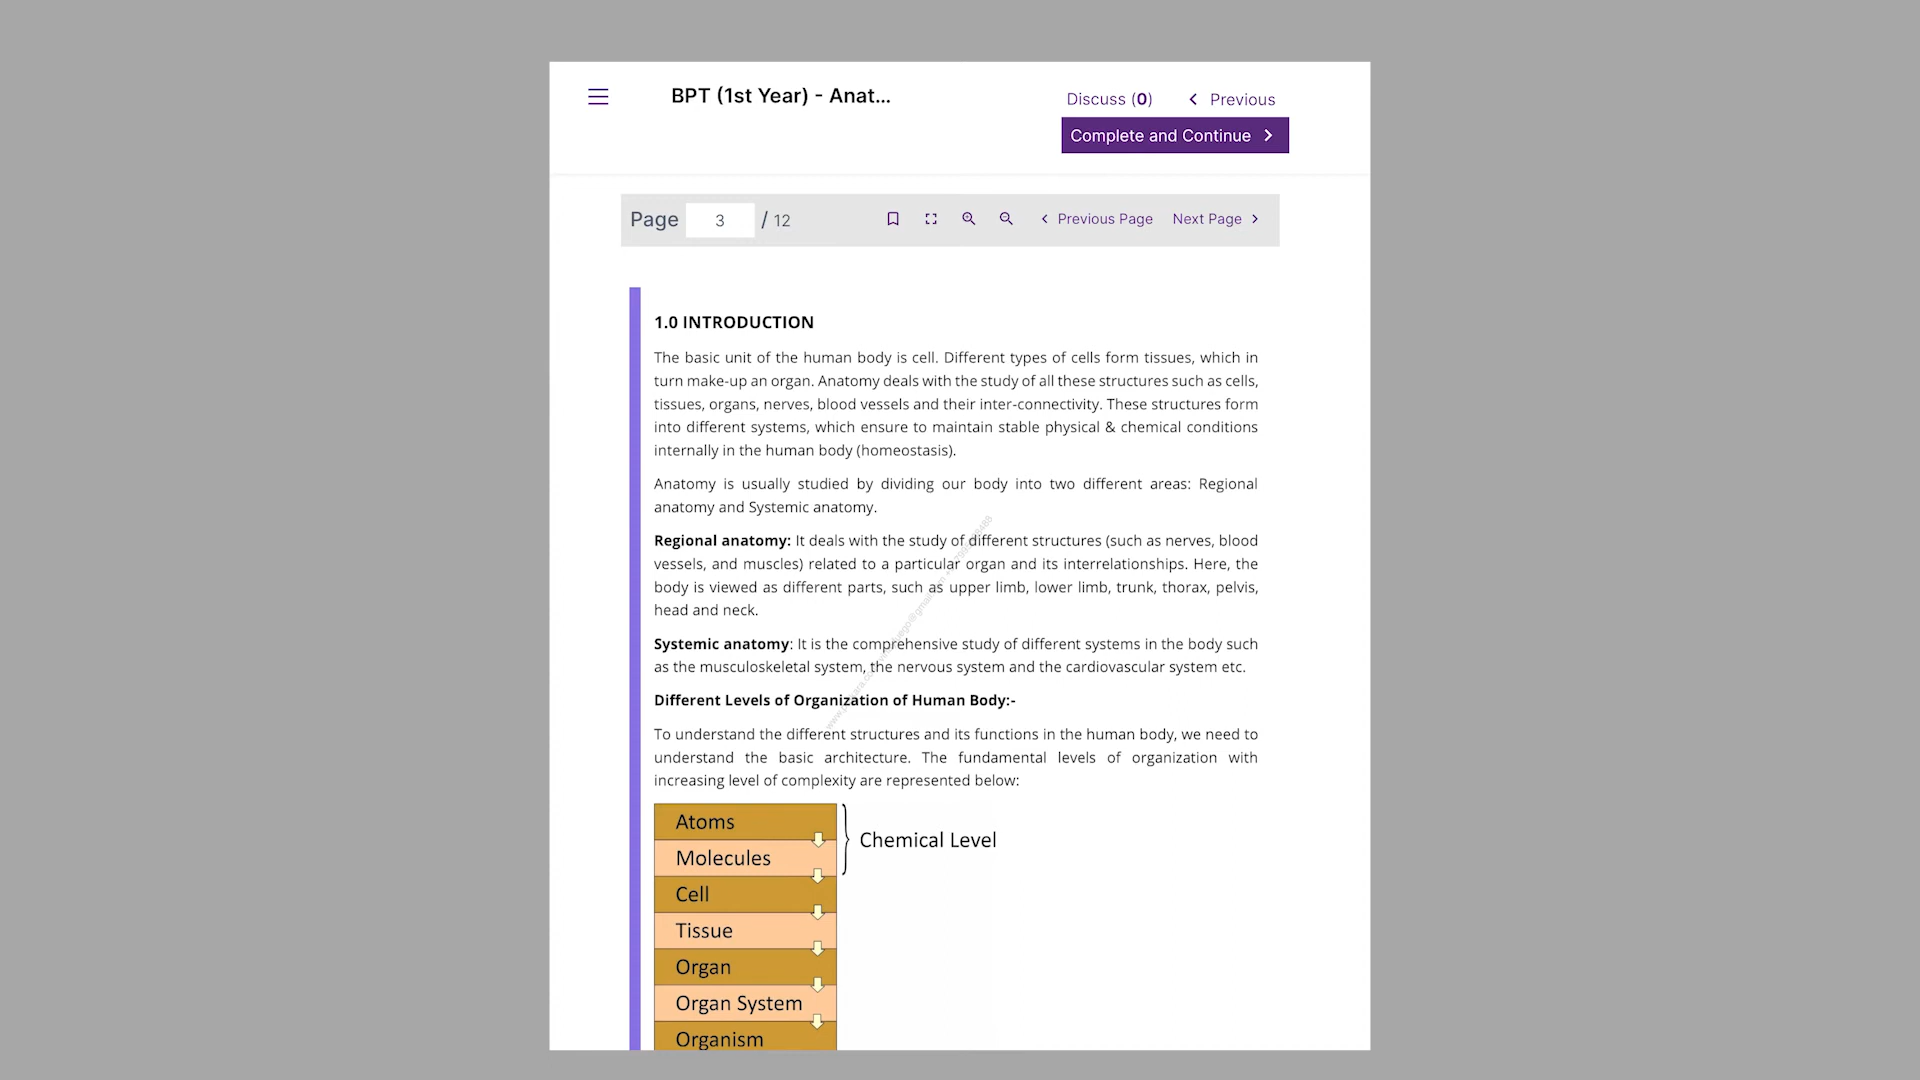 BPT (1st Year) - Anat...
Discuss (0)
Previous
Complete and Continue
Page 3 / 12
Previous Page
Next Page
1.0 INTRODUCTION
The basic unit of the human body is cell. Different types of cells form tissues, which in
turn make-up an organ. Anatomy deals with the study of all these structures such as cells,
tissues, organs, nerves, blood vessels and their inter-connectivity. These structures form
into different systems, which ensure to maintain stable physical & chemical conditions
internally in the human body (homeostasis).
Anatomy is usually studied by dividing our body into two different areas: Regional
anatomy and Systemic anatomy.
Regional anatomy: It deals with the study of different structures (such as nerves, blood
vessels, and muscles) related to a particular organ and its interrelationships. Here, the
body is viewed as different parts, such as upper limb, lower limb, trunk, thorax, pelvis,
head and neck.
Systemic anatomy: It is the comprehensive study of different systems in the body such
as the musculoskeletal system, the nervous system and the cardiovascular system etc.
Different Levels of Organization of Human Body:-
To understand the different structures and its functions in the human body, we need to
understand the basic architecture. The fundamental levels of organization with
increasing level of complexity are represented below:
Atoms
Chemical Level
Molecules
Cell
Tissue
Organ
Organ System
Organism